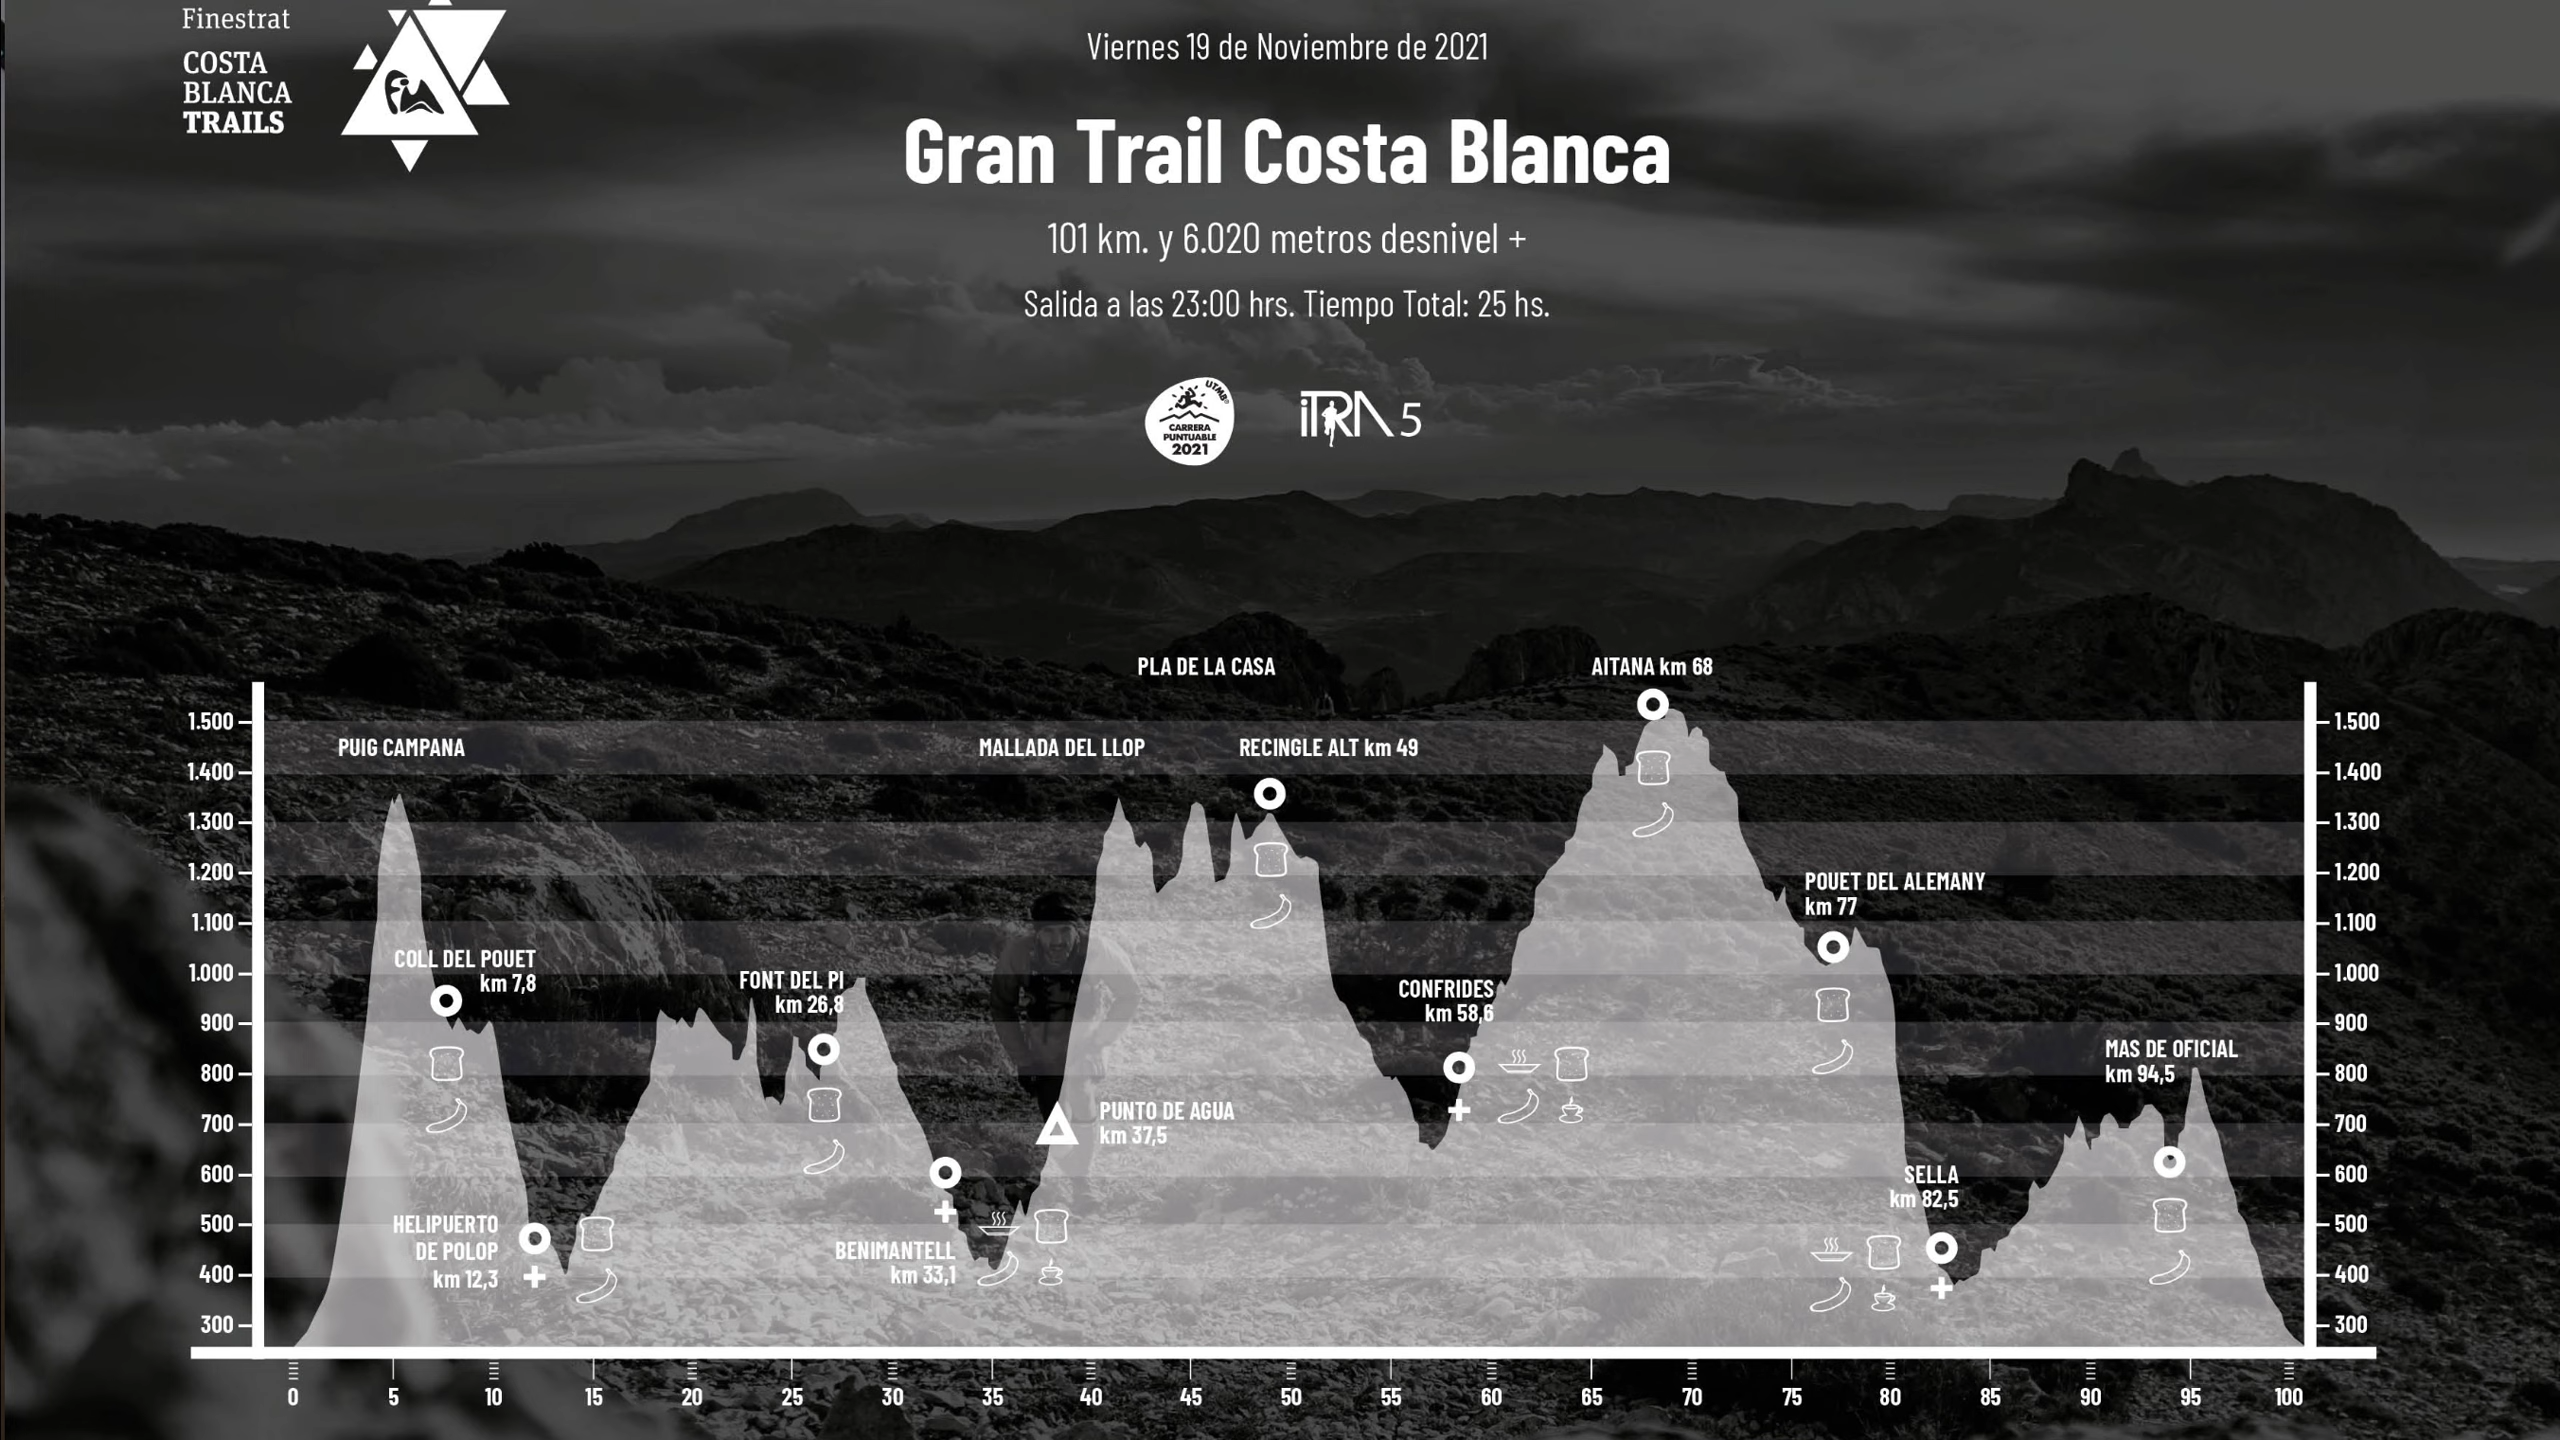 Finestrat
COSTA
BLANCA
TRAILS
Viernes 19 de Noviembre de 2021
Gran Trail Costa Blanca
101 km. y 6.020 metros desnivel +
Salida a las 23:00 hrs. Tiempo Total: 25 hs.
UTMB®
CARRERA
PUNTUABLE
2021
iTRA 5
PLA DE LA CASA
AITANA km 68
PUIG CAMPANA
MALLADA DEL LLOP
RECINGLE ALT km 49
POUET DEL ALEMANY
km 77
COLL DEL POUET
km 7,8
FONT DEL PI
km 26,8
CONFRIDES
km 58,6
MAS DE OFICIAL
km 94,5
PUNTO DE AGUA
km 37,5
SELLA
km 82,5
HELIPUERTO
DE POLOP
km 12,3
BENIMANTELL
km 33,1
1.500
1.400
1.300
1.200
1.100
1.000
900
800
700
600
500
400
300
1.500
1.400
1.300
1.200
1.100
1.000
900
800
700
600
500
400
300
0 5 10 15 20 25 30 35 40 45 50 55 60 65 70 75 80 85 90 95 100